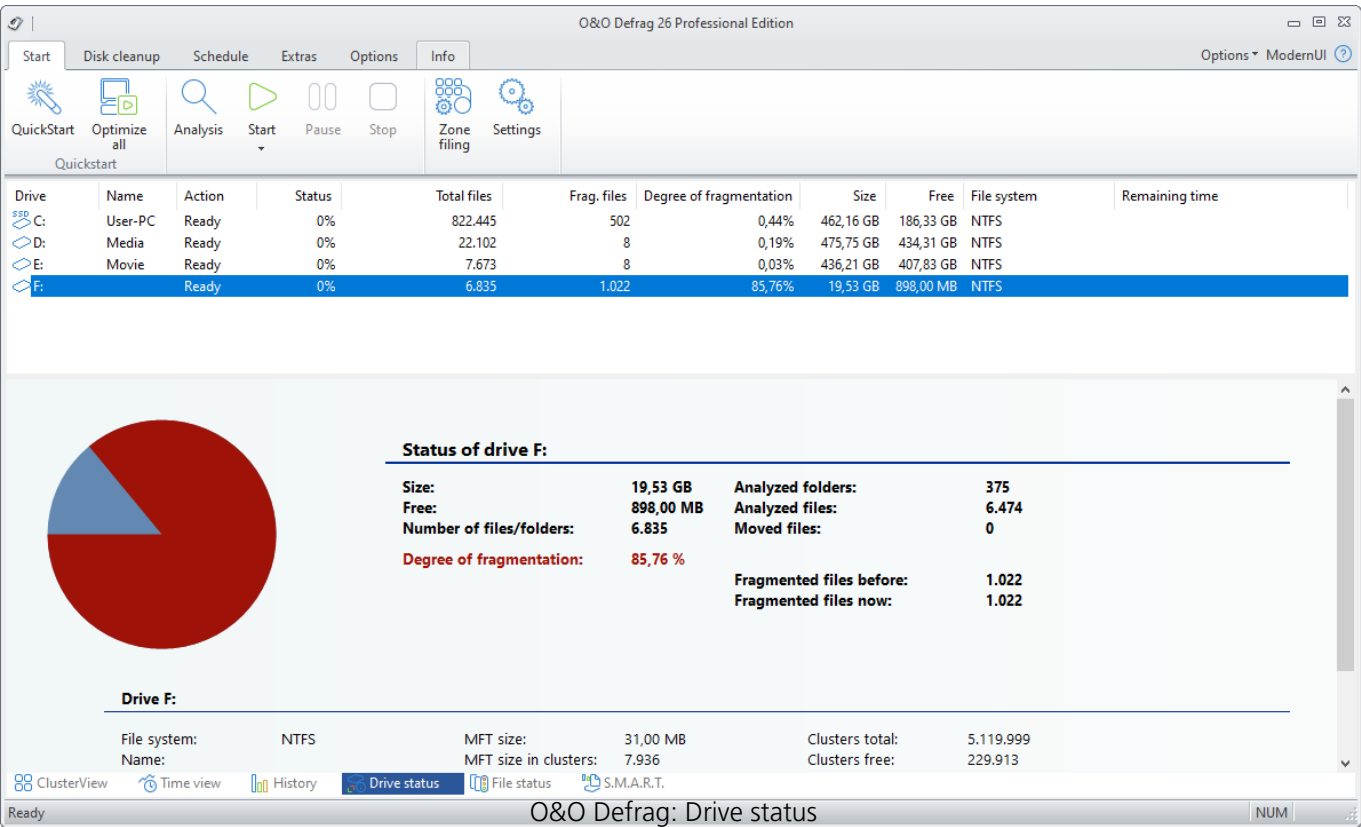 O&O Defrag 26 Professional Edition
Start Disk cleanup Schedule Extras Options Info Options ModernUI ?
QuickStart Optimize all Analysis Start Pause Stop Zone filing Settings
Quickstart
Drive Name Action Status Total files Frag. files Degree of fragmentation Size Free File system Remaining time
SSD C: User-PC Ready 0% 822.445 502 0,44% 462,16 GB 186,33 GB NTFS
D: Media Ready 0% 22.102 8 0,19% 475,75 GB 434,31 GB NTFS
E: Movie Ready 0% 7.673 8 0,03% 436,21 GB 407,83 GB NTFS
F: Ready 0% 6.835 1.022 85,76% 19,53 GB 898,00 MB NTFS
Status of drive F:
Size: 19,53 GB Analyzed folders: 375
Free: 898,00 MB Analyzed files: 6.474
Number of files/folders: 6.835 Moved files: 0
Degree of fragmentation: 85,76 %
Fragmented files before: 1.022
Fragmented files now: 1.022
Drive F:
File system: NTFS MFT size: 31,00 MB Clusters total: 5.119.999
Name: MFT size in clusters: 7.936 Clusters free: 229.913
ClusterView Time view History Drive status File status S.M.A.R.T.
Ready O&O Defrag: Drive status NUM